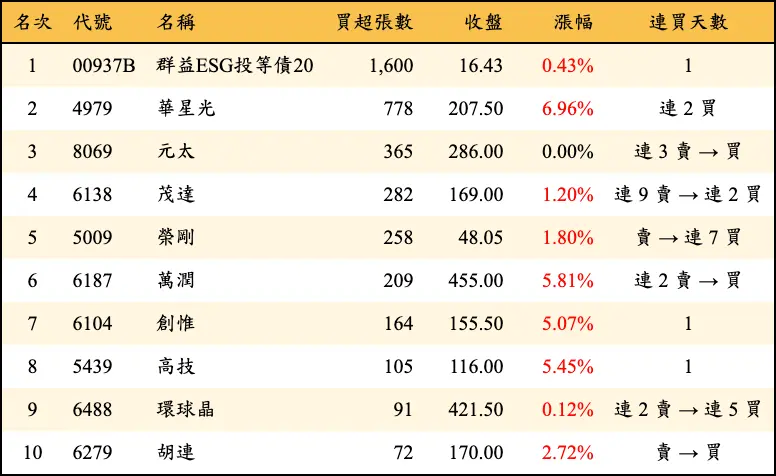 名次 代號 名稱 買超張數 收盤 漲幅 連買天數
1 00937B 群益ESG投等債20 1,600 16.43 0.43% 1
2 4979 華星光 778 207.50 6.96% 連 2 買
3 8069 元太 365 286.00 0.00% 連 3 賣 → 買
4 6138 茂達 282 169.00 1.20% 連 9 賣 → 連 2 買
5 5009 榮剛 258 48.05 1.80% 賣 → 連 7 買
6 6187 萬潤 209 455.00 5.81% 連 2 賣 → 買
7 6104 創惟 164 155.50 5.07% 1
8 5439 高技 105 116.00 5.45% 1
9 6488 環球晶 91 421.50 0.12% 連 2 賣 → 連 5 買
10 6279 胡連 72 170.00 2.72% 賣 → 買